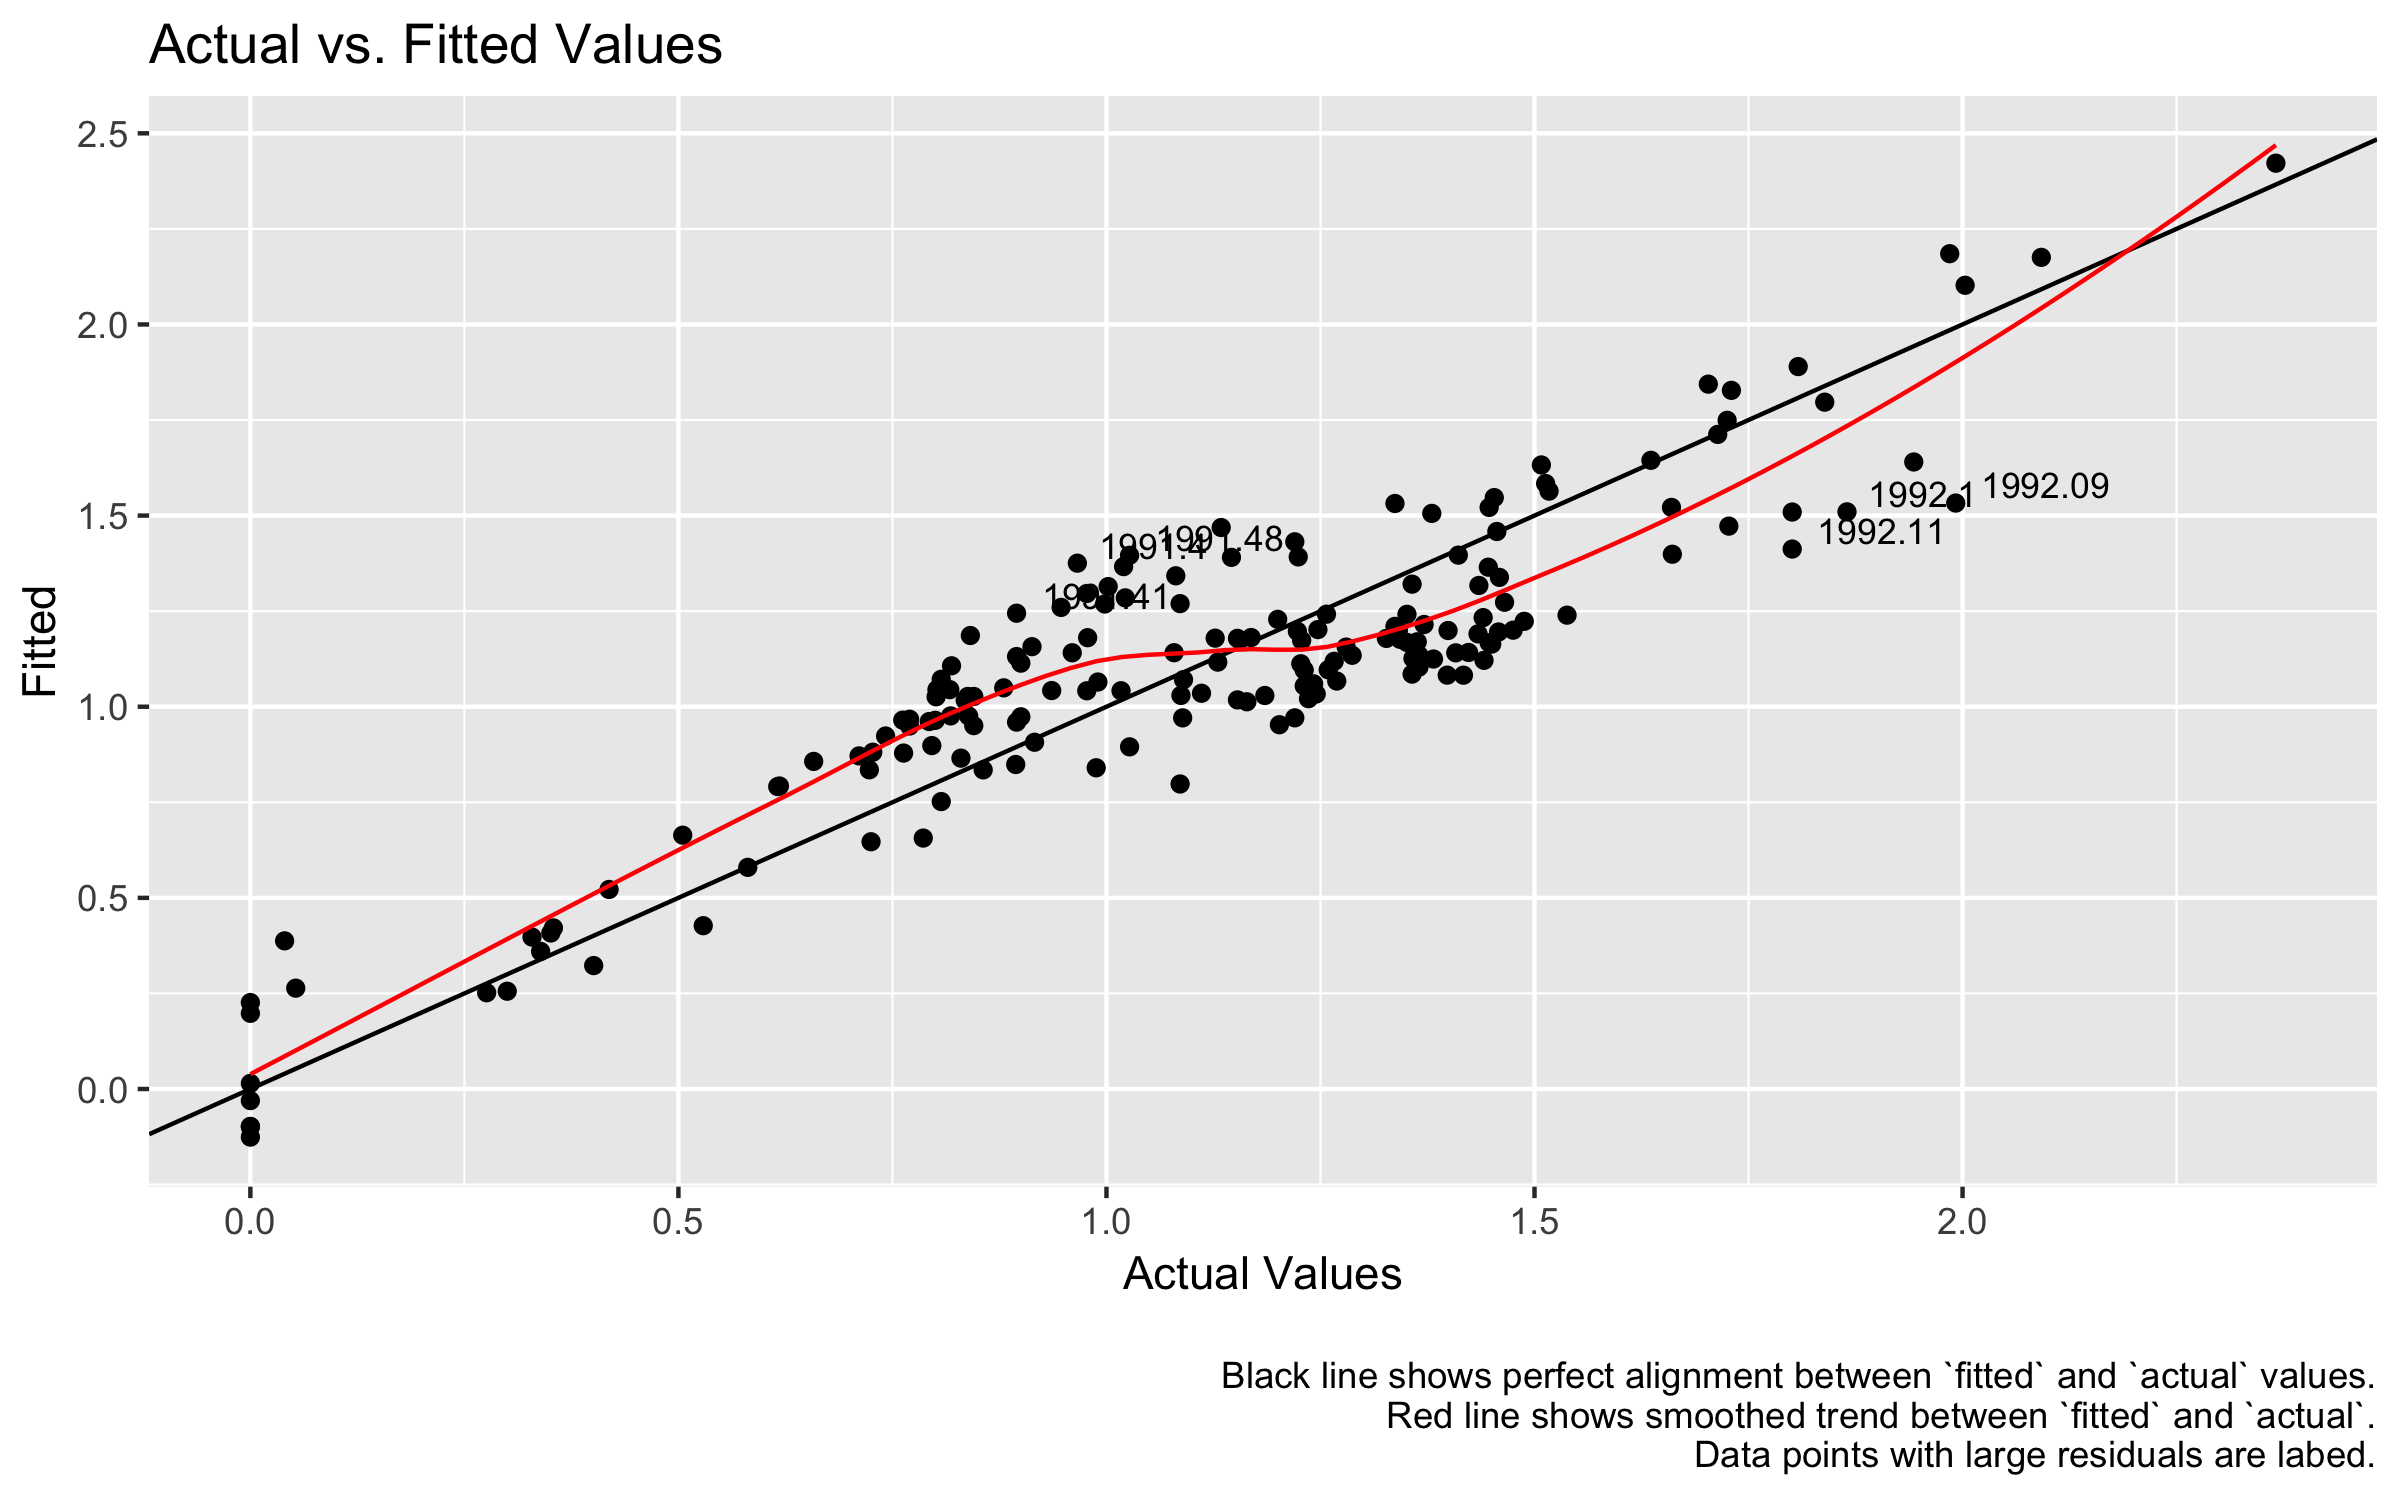 Actual vs. Fitted Values
2.5
2.0
1.5
1.0
0.5
0.0
Fitted
1992.1
1992.09
1992.11
1991.4
1991.48
0.0
0.5
1.0
1.5
2.0
Actual Values
Black line shows perfect alignment between `fitted` and `actual` values.
Red line shows smoothed trend between `fitted` and `actual`.
Data points with large residuals are labed.